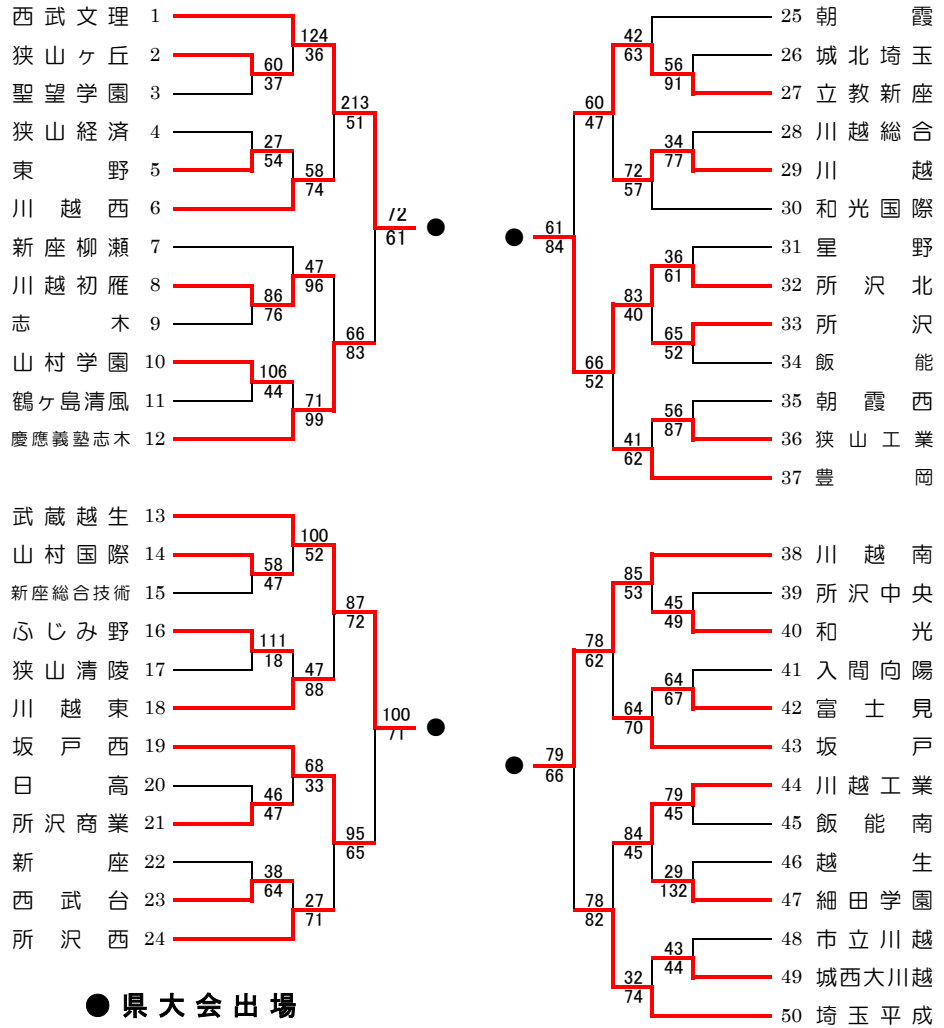 西武文理 1
124
36
狭山ヶ丘 2
60
37
聖望学園 3
213
51
狭山経済 4
27
54
東野 5
58
74
川越西 6
72
61
●
新座柳瀬 7
47
96
川越初雁 8
86
76
志木 9
66
83
山村学園 10
106
44
鶴ヶ島清風 11
71
99
慶應義塾志木 12
武蔵越生 13
100
52
山村国際 14
58
47
新座総合技術 15
87
72
ふじみ野 16
111
18
狭山清陵 17
47
88
川越東 18
100
71
●
坂戸西 19
68
33
日高 20
46
47
所沢商業 21
95
65
新座 22
38
64
西武台 23
27
71
所沢西 24
●県大会出場
25 朝霞
42
63
26 城北埼玉
56
91
27 立教新座
60
47
28 川越総合
34
77
29 川越
72
57
30 和光国際
●
61
84
31 星野
36
61
32 所沢北
83
40
33 所沢
65
52
34 飯能
66
52
35 朝霞西
56
87
36 狭山工業
41
62
37 豊岡
38 川越南
85
53
39 所沢中央
45
49
40 和光
78
62
41 入間向陽
64
67
42 富士見
64
70
43 坂戸
●
79
66
44 川越工業
79
45
45 飯能南
84
45
46 越生
29
132
47 細田学園
78
82
48 市立川越
43
44
49 城西大川越
32
74
50 埼玉平成